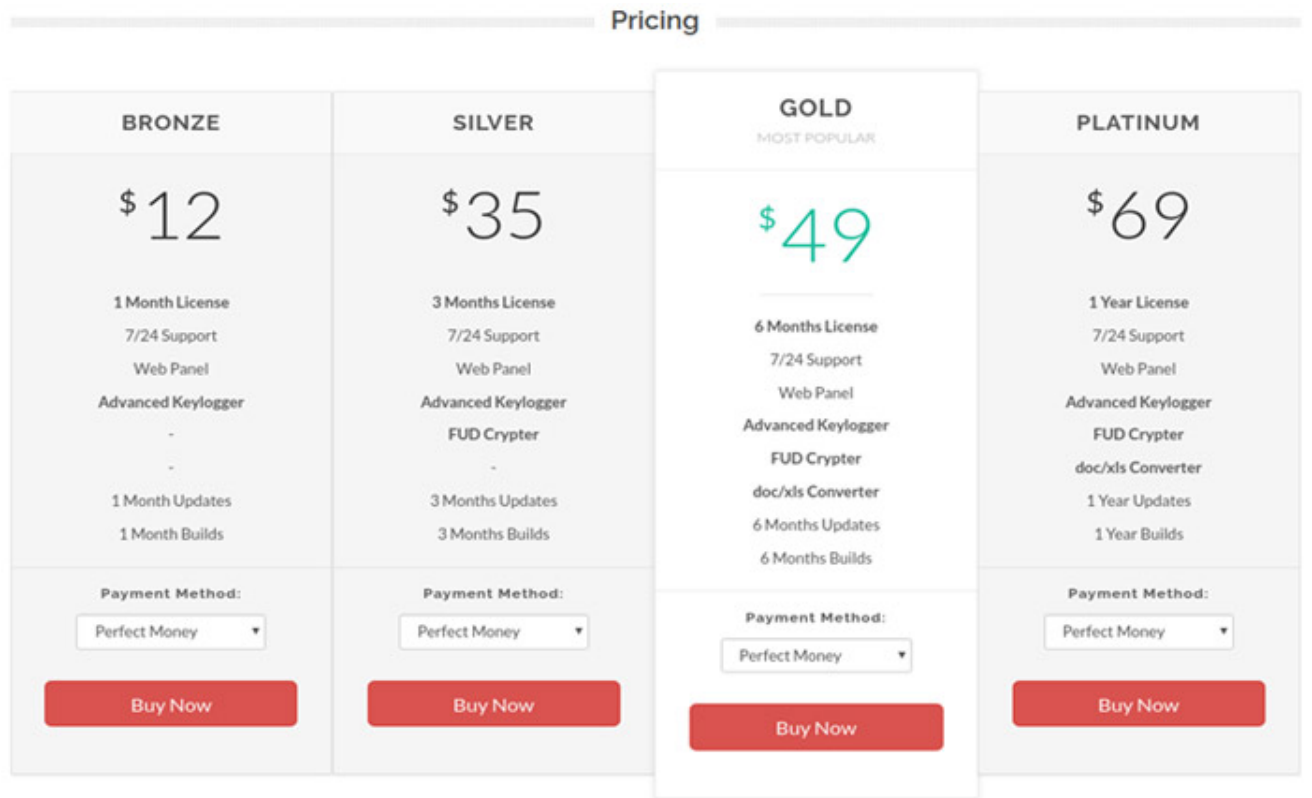 Pricing
BRONZE
$12
1 Month License
7/24 Support
Web Panel
Advanced Keylogger
-
-
1 Month Updates
1 Month Builds
Payment Method:
Perfect Money
Buy Now
SILVER
$35
3 Months License
7/24 Support
Web Panel
Advanced Keylogger
FUD Crypter
-
3 Months Updates
3 Months Builds
Payment Method:
Perfect Money
Buy Now
GOLD
MOST POPULAR
$49
6 Months License
7/24 Support
Web Panel
Advanced Keylogger
FUD Crypter
doc/xls Converter
6 Months Updates
6 Months Builds
Payment Method:
Perfect Money
Buy Now
PLATINUM
$69
1 Year License
7/24 Support
Web Panel
Advanced Keylogger
FUD Crypter
doc/xls Converter
1 Year Updates
1 Year Builds
Payment Method:
Perfect Money
Buy Now